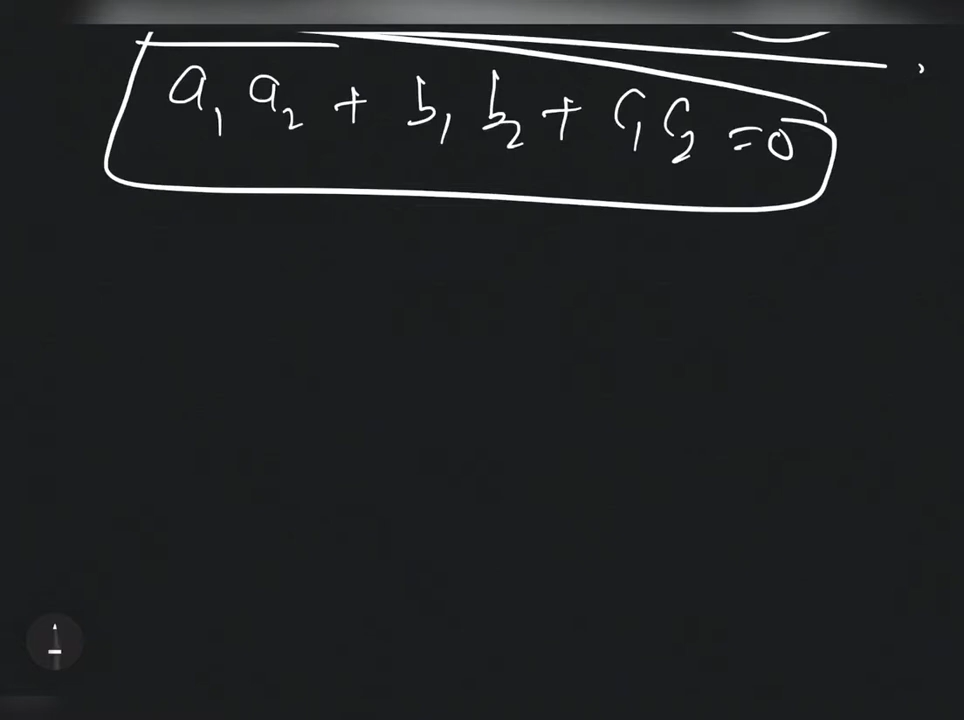 a₁ a₂ + b₁ b₂ + c₁ c₂ = 0